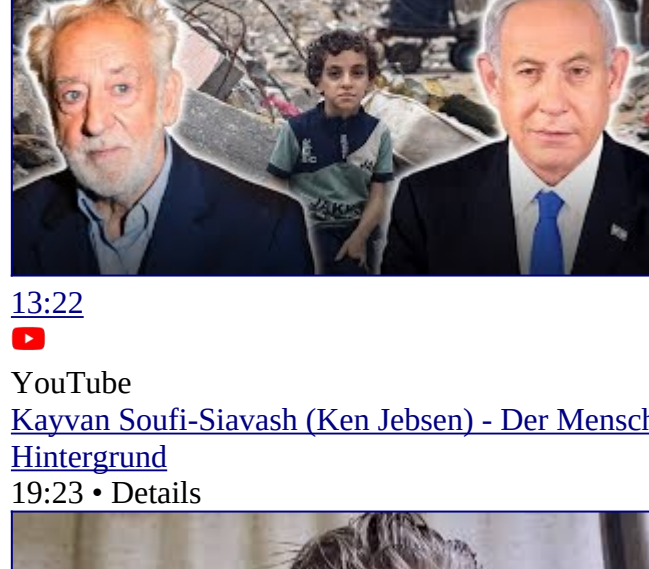 13:22
YouTube
Kayvan Soufi-Siavash (Ken Jebsen) - Der Mensch
Hintergrund
19:23 • Details